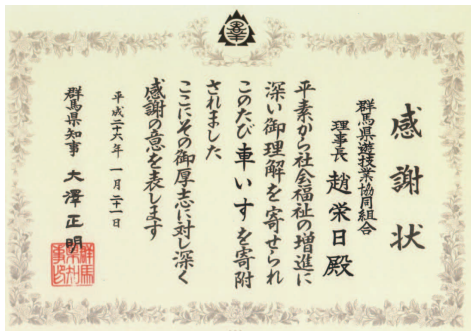 感謝状
群馬県遊技業協同組合
理事長 趙栄日殿
平素から社会福祉の増進に
深い御理解を寄せられ
このたび車いすを寄附
されました
ここにその御厚志に対し深く
感謝の意を表します
平成二十六年一月二十一日
群馬県知事 大澤正明